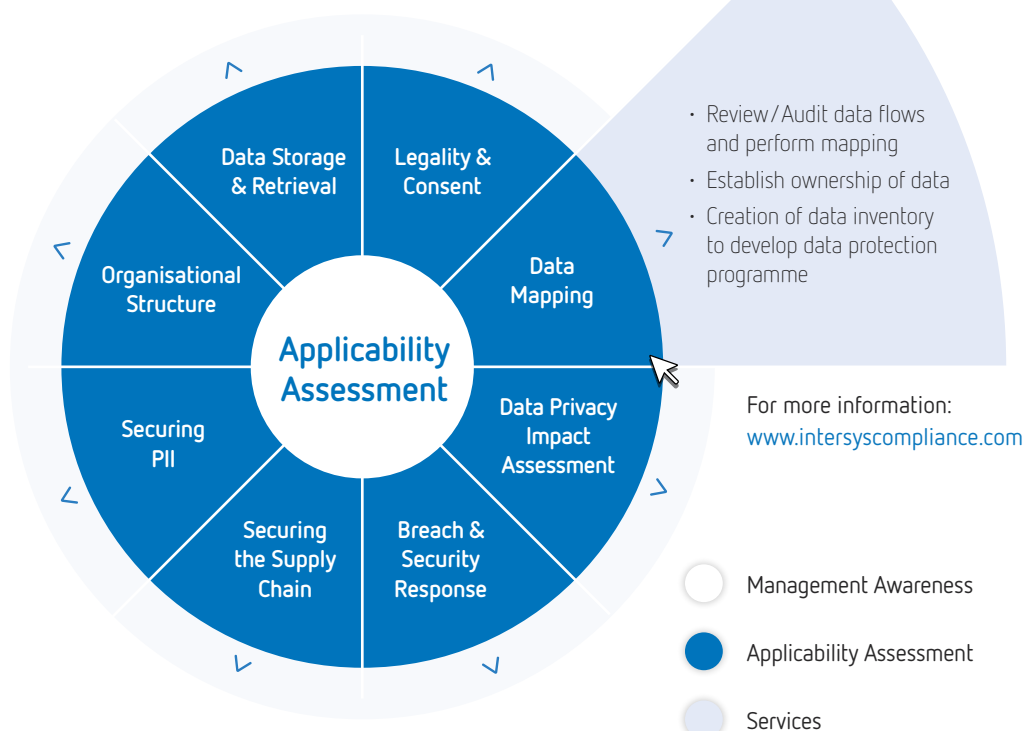 Data Storage
& Retrieval
Legality &
Consent
Data
Mapping
Data Privacy
Impact
Assessment
Breach &
Security
Response
Securing
the Supply
Chain
Securing
PII
Organisational
Structure
Applicability
Assessment
• Review/Audit data flows
and perform mapping
• Establish ownership of data
• Creation of data inventory
to develop data protection
programme
For more information:
www.intersyscompliance.com
Management Awareness
Applicability Assessment
Services